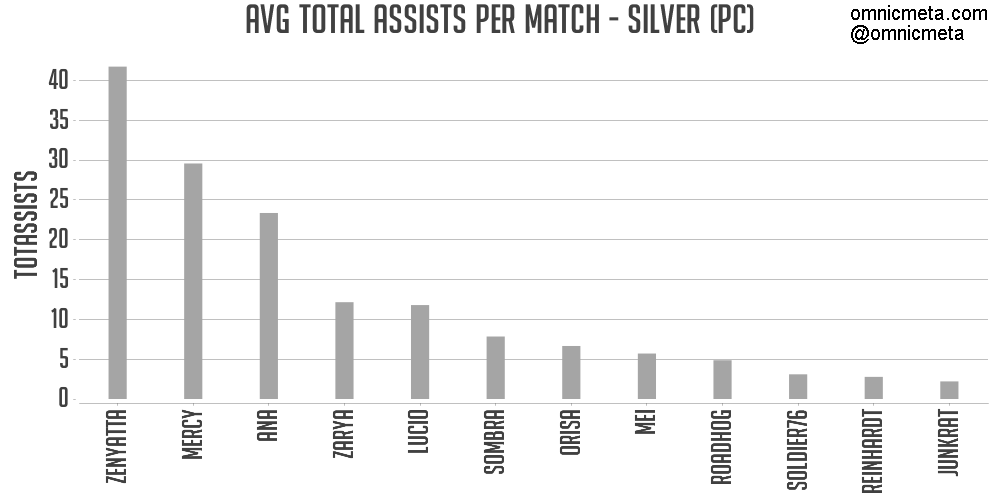 AVG TOTAL ASSISTS PER MATCH - SILVER (PC)
omnicmeta.com
@omnicmeta
TOTASSISTS
40
35
30
25
20
15
10
5
0
ZENYATTA
MERCY
ANA
ZARYA
LUCIO
SOMBRA
ORISA
MEI
ROADHOG
SOLDIER76
REINHARDT
JUNKRAT